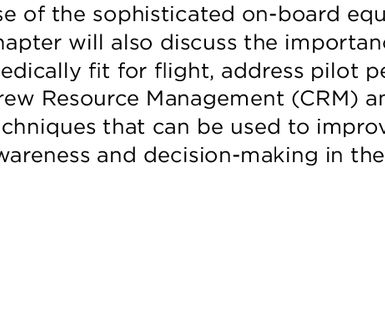 se of the sophisticated on-board equ
hapter will also discuss the importanc
edically fit for flight, address pilot pe
rew Resource Management (CRM) an
chniques that can be used to improv
wareness and decision-making in the